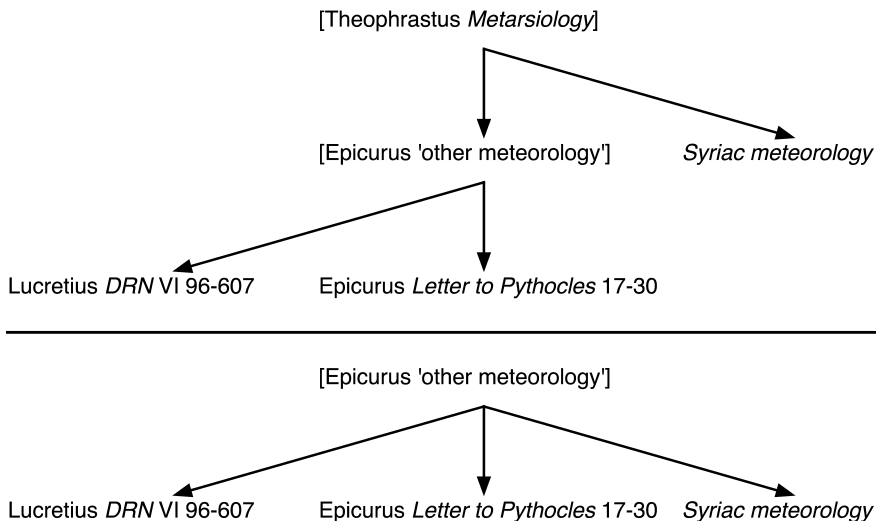 [Theophrastus Metarsiology]
[Epicurus 'other meteorology'] Syriac meteorology
Lucretius DRN VI 96-607 Epicurus Letter to Pythocles 17-30
[Epicurus 'other meteorology']
Lucretius DRN VI 96-607 Epicurus Letter to Pythocles 17-30 Syriac meteorology